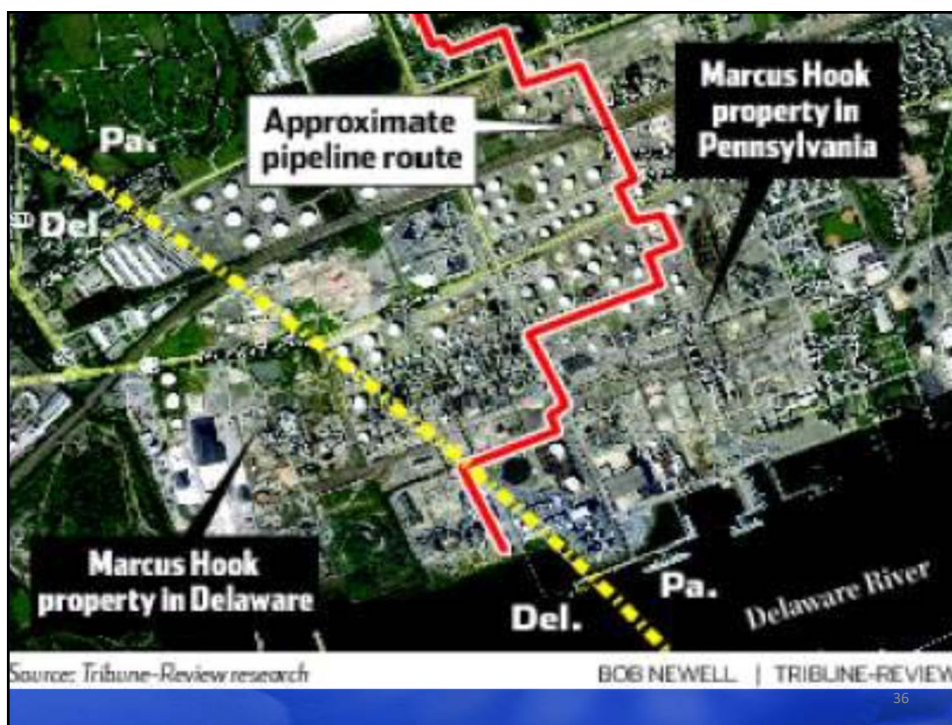 Marcus Hook
property in
Pennsylvania
Approximate
pipeline route
Pa.
Del.
Marcus Hook
property in Delaware
Del.
Pa.
Delaware River
Source: Tribune-Review research
BOB NEWELL | TRIBUNE-REVIEW
36